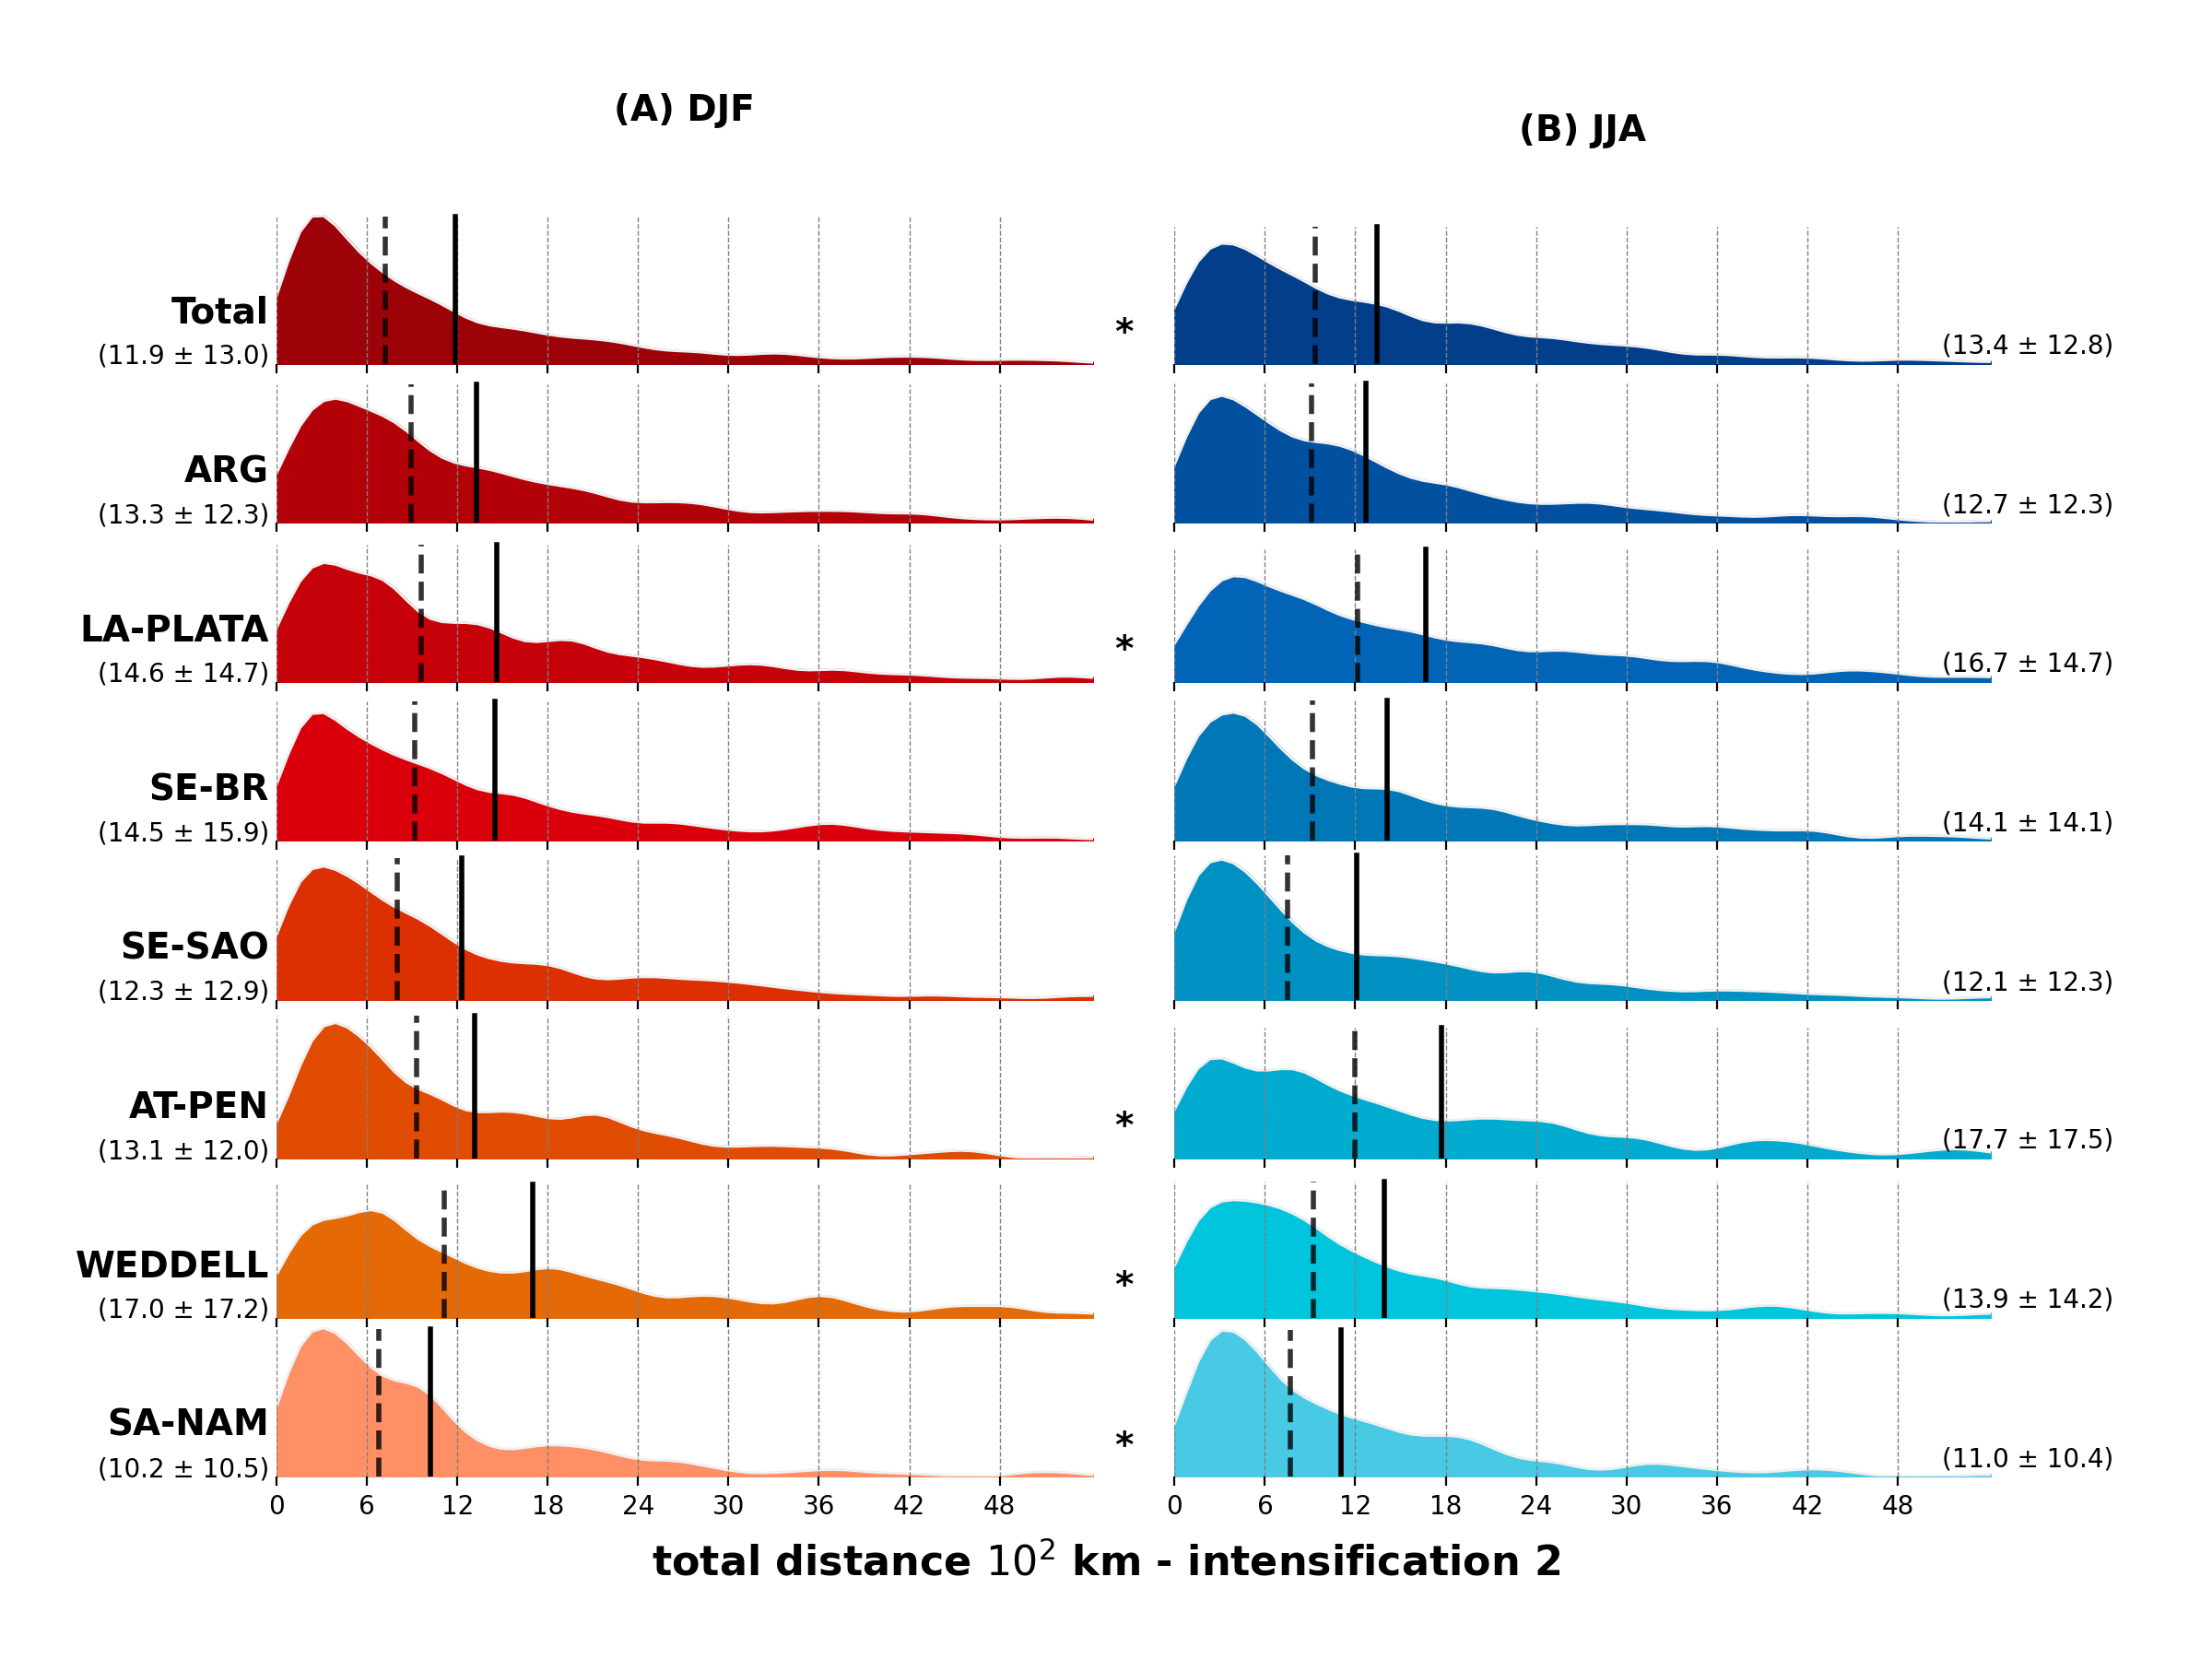 (A) DJF
(B) JJA
Total
(11.9 ± 13.0)
*
(13.4 ± 12.8)
ARG
(13.3 ± 12.3)
(12.7 ± 12.3)
LA-PLATA
(14.6 ± 14.7)
*
(16.7 ± 14.7)
SE-BR
(14.5 ± 15.9)
(14.1 ± 14.1)
SE-SAO
(12.3 ± 12.9)
(12.1 ± 12.3)
AT-PEN
(13.1 ± 12.0)
*
(17.7 ± 17.5)
WEDDELL
(17.0 ± 17.2)
*
(13.9 ± 14.2)
SA-NAM
(10.2 ± 10.5)
*
(11.0 ± 10.4)
0 6 12 18 24 30 36 42 48
0 6 12 18 24 30 36 42 48
total distance 10² km - intensification 2